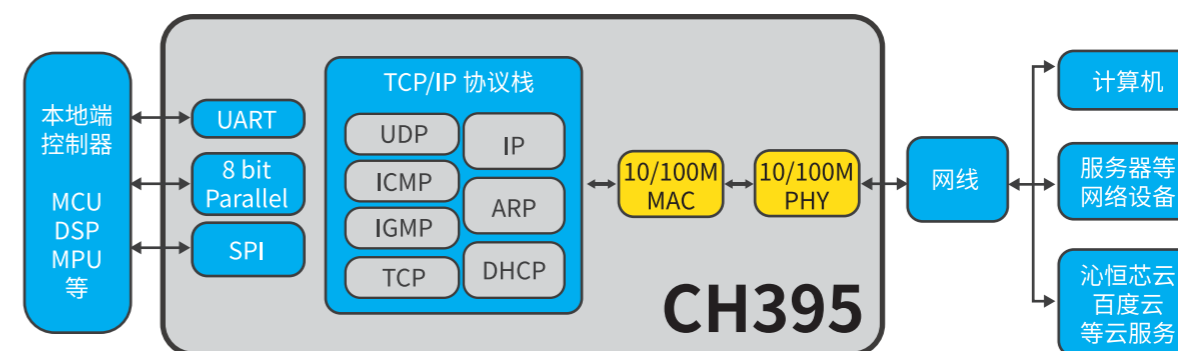 本地端
控制器
MCU
DSP
MPU
等
UART
8 bit
Parallel
SPI
TCP/IP 协议栈
UDP
ICMP
IGMP
TCP
IP
ARP
DHCP
10/100M
MAC
10/100M
PHY
CH395
网线
计算机
服务器等
网络设备
沁恒芯云
百度云
等云服务